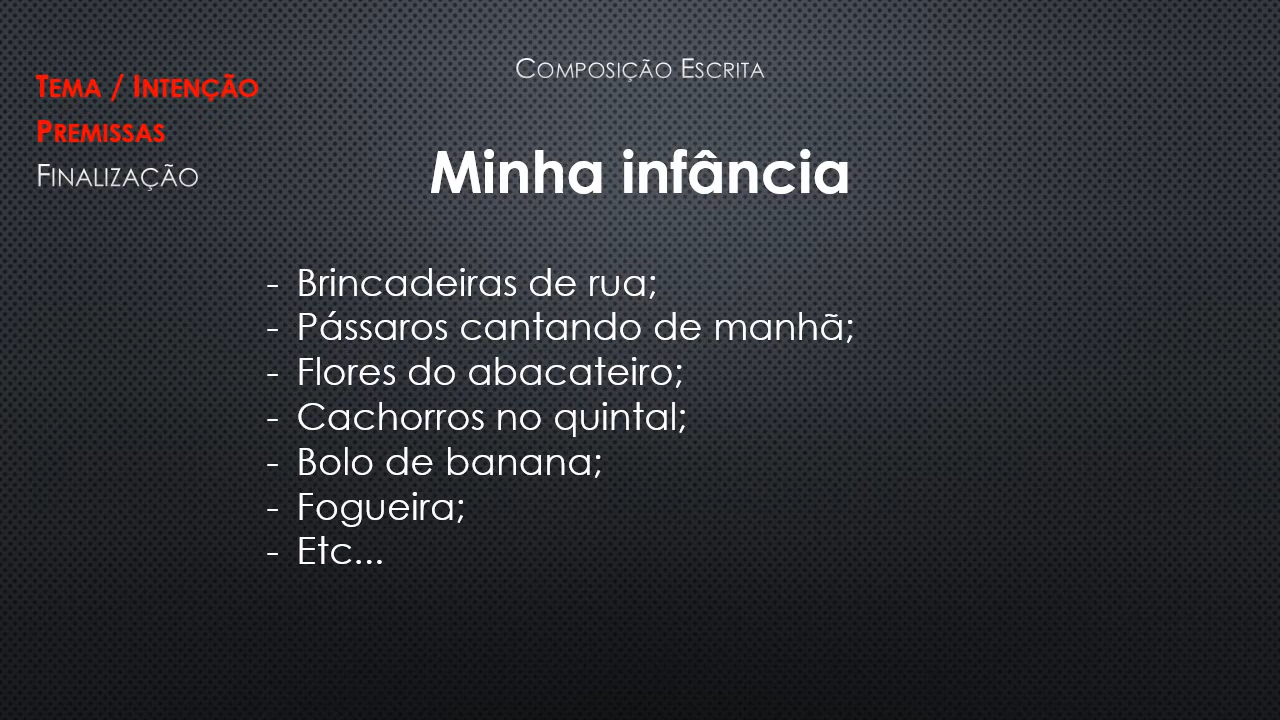 Composição Escrita
Tema / Intenção
Premissas
Finalização
Minha infância
- Brincadeiras de rua;
- Pássaros cantando de manhã;
- Flores do abacateiro;
- Cachorros no quintal;
- Bolo de banana;
- Fogueira;
- Etc...